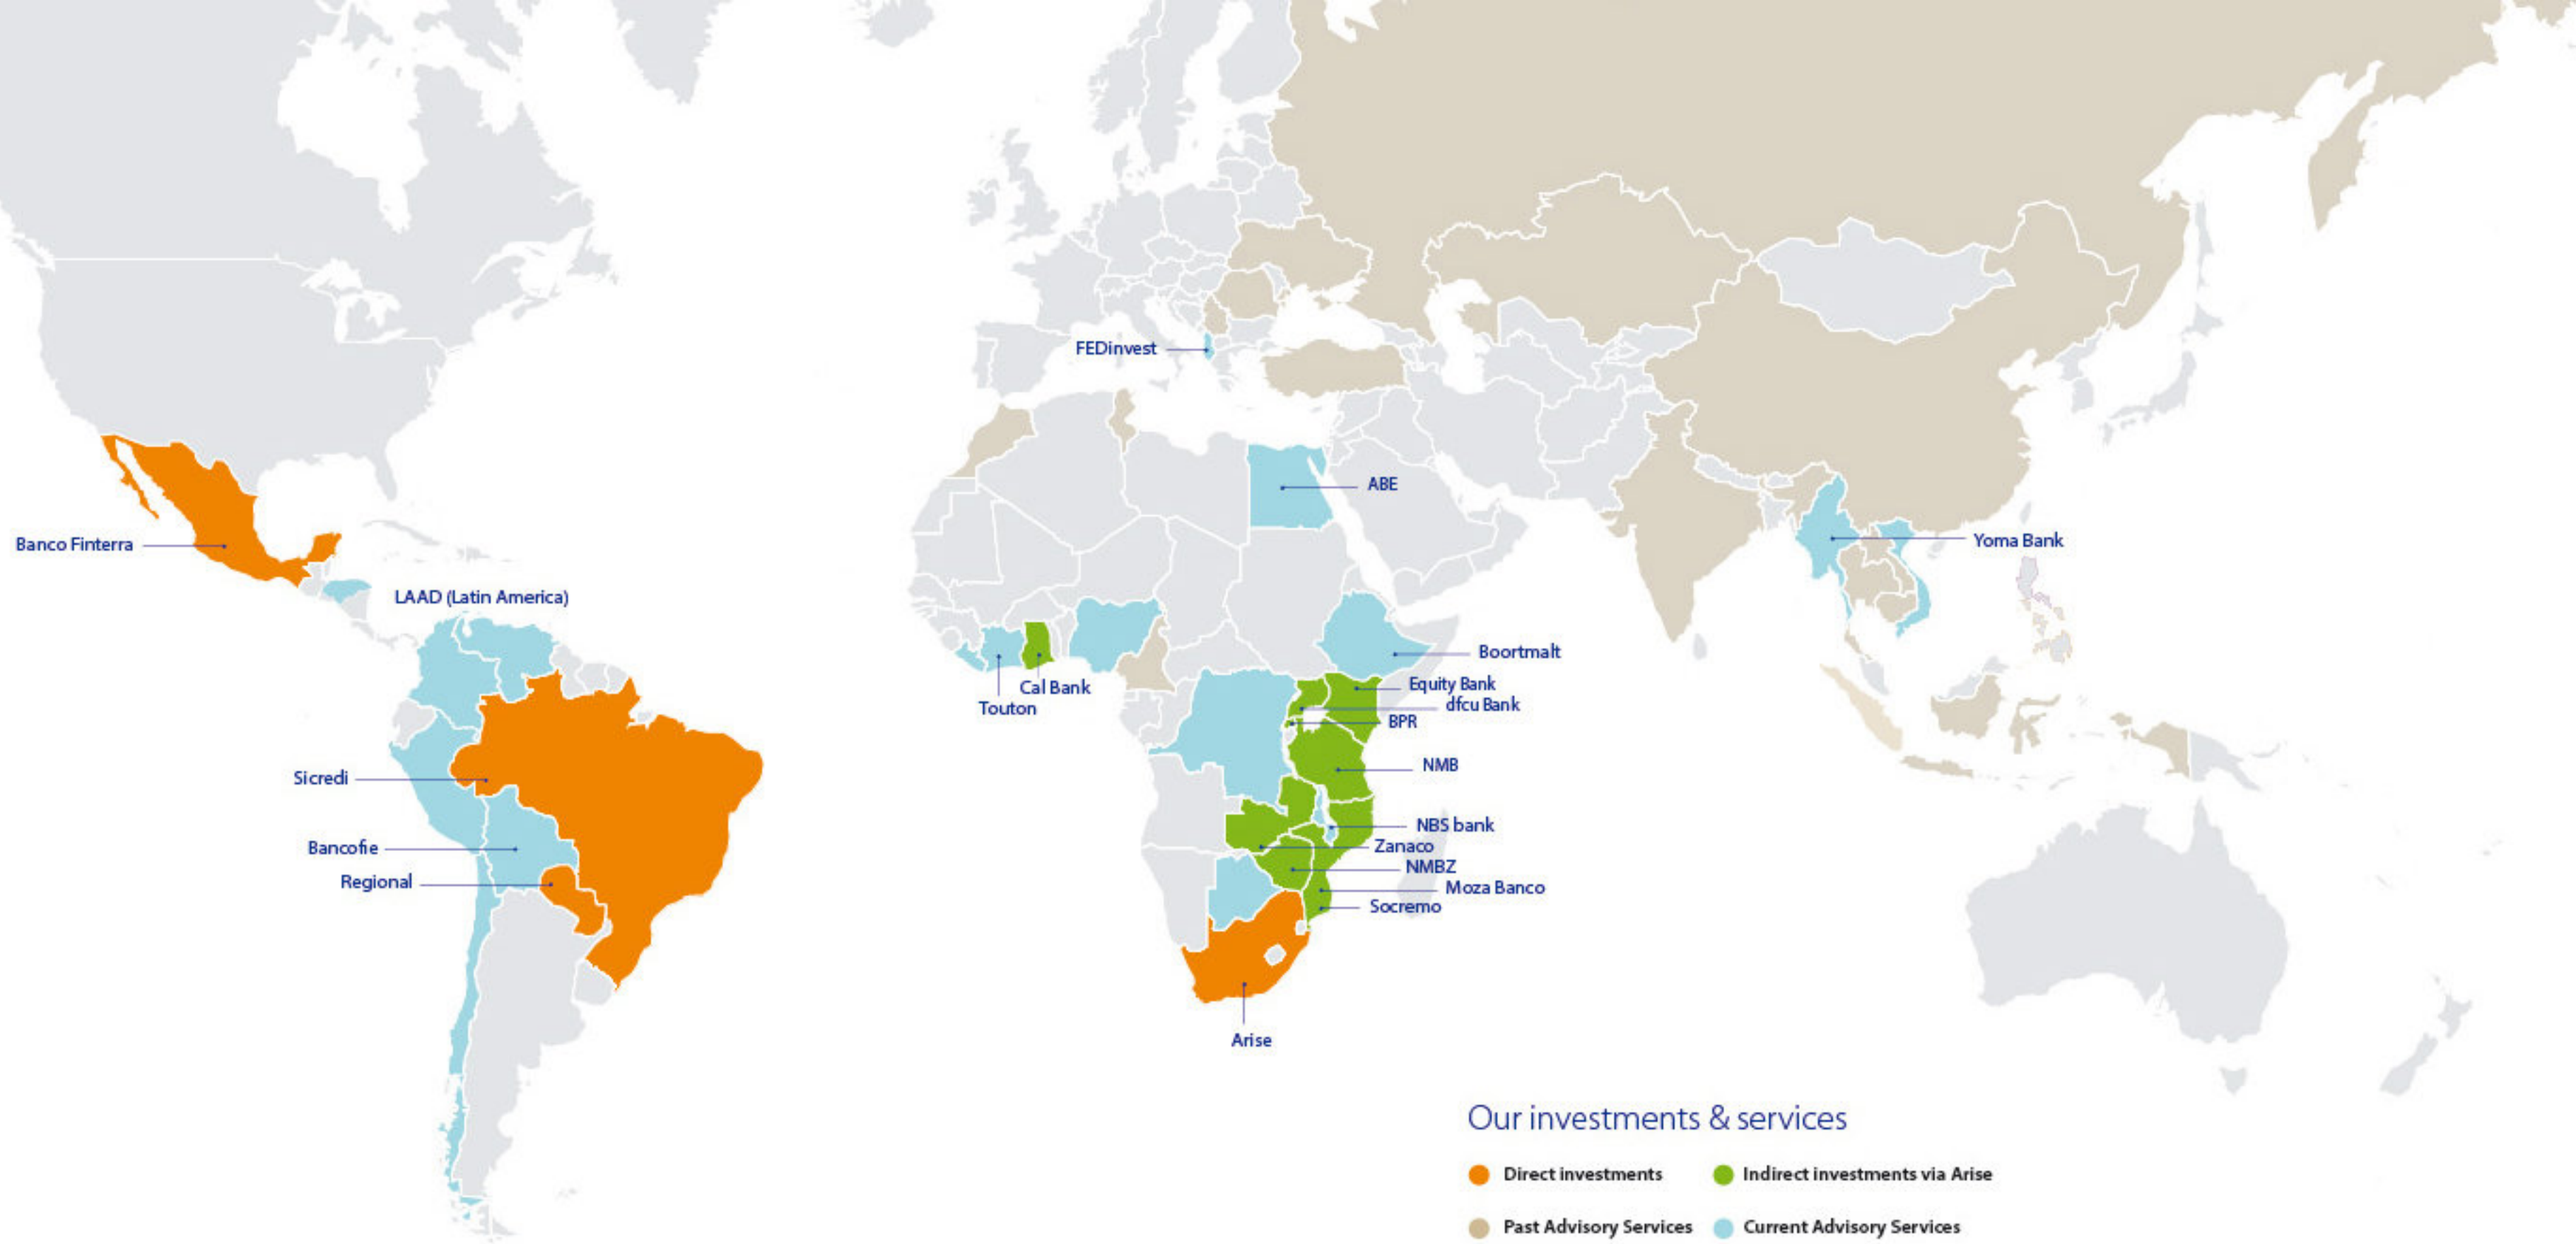 FEDinvest
ABE
Banco Finterra
Yoma Bank
LAAD (Latin America)
Boortmalt
Equity Bank
Cal Bank
dfcu Bank
Touton
BPR
NMB
Sicredi
NBS bank
Zanaco
Bancofie
NMBZ
Regional
Moza Banco
Socremo
Arise
Our investments & services
Direct investments
Indirect investments via Arise
Past Advisory Services
Current Advisory Services